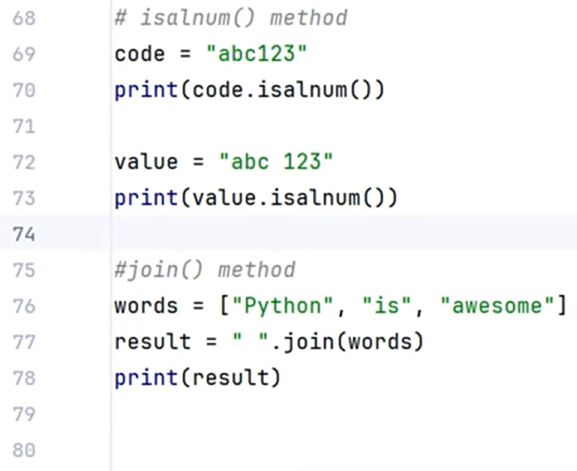 68 # isalnum() method
69 code = "abc123"
70 print(code.isalnum())
71
72 value = "abc 123"
73 print(value.isalnum())
74
75 #join() method
76 words = ["Python", "is", "awesome"]
77 result = " ".join(words)
78 print(result)
79
80